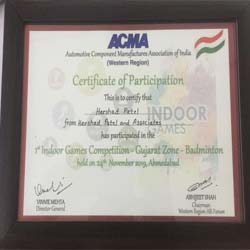 ACMA
Automotive Component Manufacturers Association of India
(Western Region)
Certificate of Participation
This is to certify that
Harshad Patel
from Harshad Patel and Associates
has participated in the
1st Indoor Games Competition - Gujarat Zone - Badminton
held on 24th November 2019, Ahmedabad
INDOOR
GAMES
VINNIE MEHTA
Director General
Chairman
Western Region HR Forum